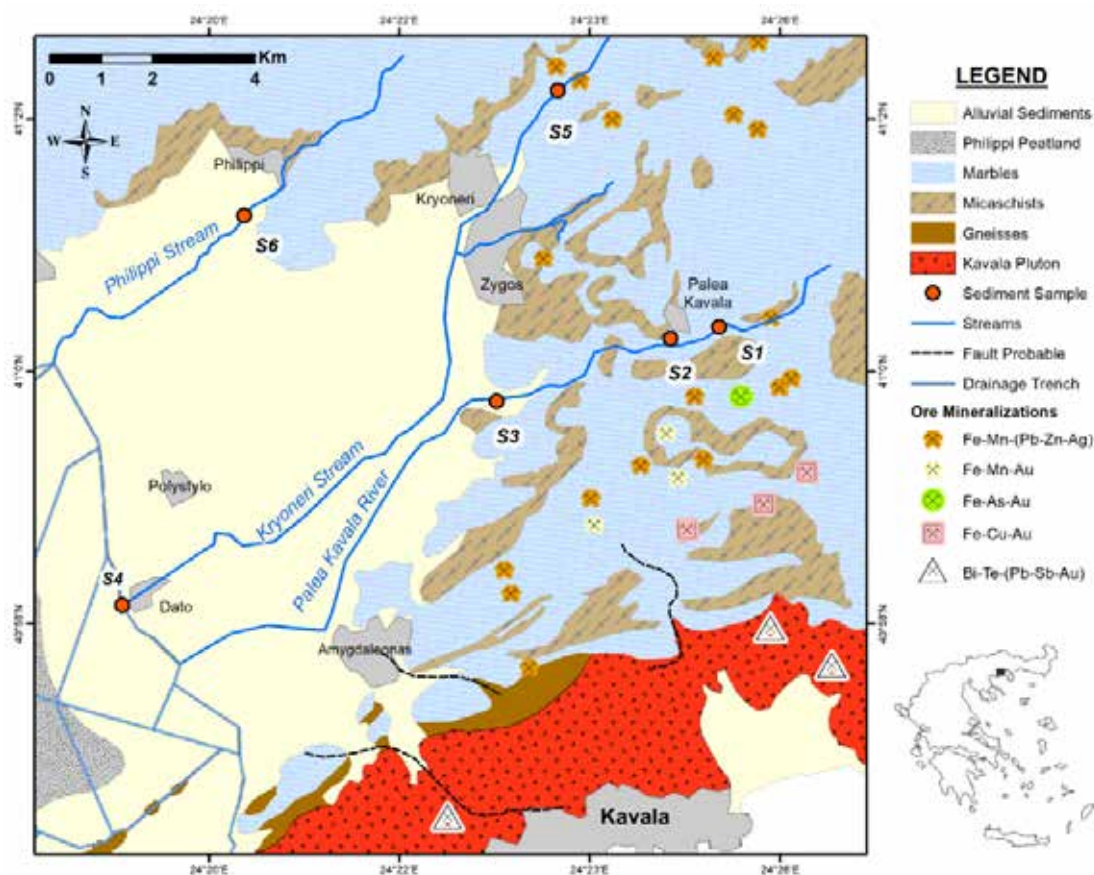 24°20'E 24°22'E 24°23'E 24°26'E
Km
0 1 2 4
N
W E
S
S5
Philippi
Kryoneri
S6
Philippi Stream
Zygos
Palea
Kavala
S1
S2
S3
Polystylo
Kryoneri Stream
Palea Kavala River
S4
Dato
Amygdaleonas
Kavala
24°20'E 24°22'E 24°23'E 24°26'E
41°2'N
41°0'N
41°2'N
41°0'N
LEGEND
Alluvial Sediments
Philippi Peatland
Marbles
Micaschists
Gneisses
Kavala Pluton
Sediment Sample
Streams
Fault Probable
Drainage Trench
Ore Mineralizations
Fe-Mn-(Pb-Zn-Ag)
Fe-Mn-Au
Fe-As-Au
Fe-Cu-Au
Bi-Te-(Pb-Sb-Au)